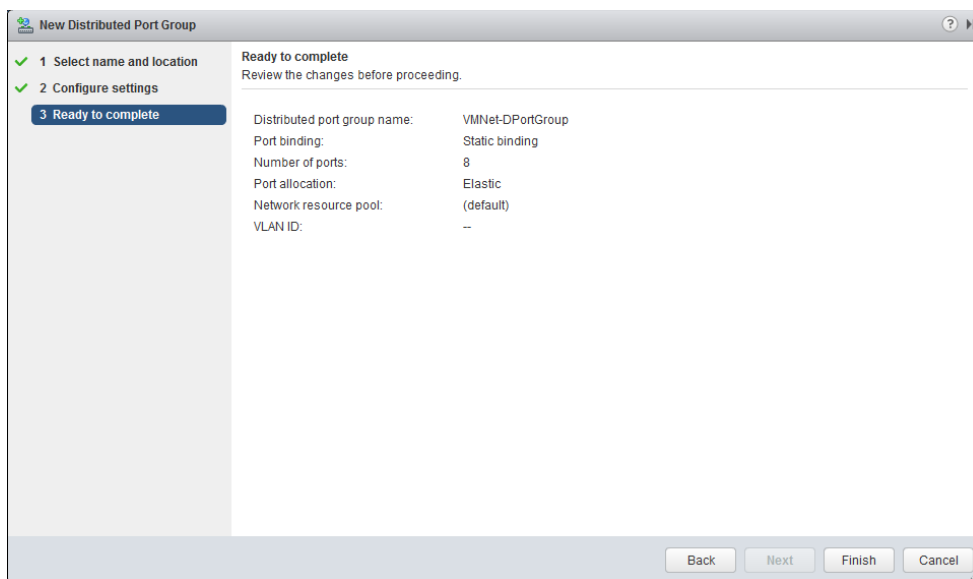 New Distributed Port Group
?
1 Select name and location
2 Configure settings
3 Ready to complete
Ready to complete
Review the changes before proceeding.
Distributed port group name: VMNet-DPortGroup
Port binding: Static binding
Number of ports: 8
Port allocation: Elastic
Network resource pool: (default)
VLAN ID: --
Back Next Finish Cancel